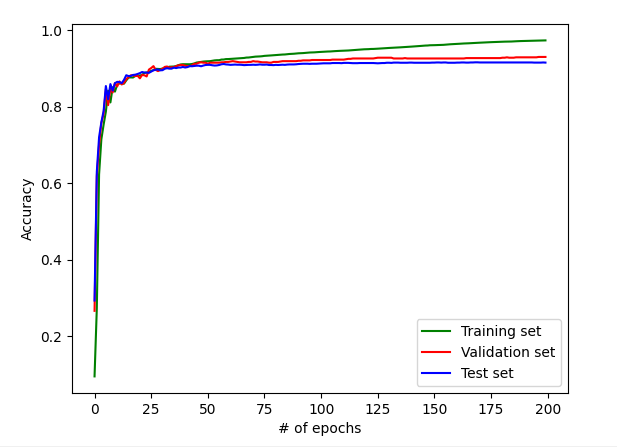 1.0
0.8
0.6
0.4
0.2
Accuracy
Training set
Validation set
Test set
0 25 50 75 100 125 150 175 200
# of epochs